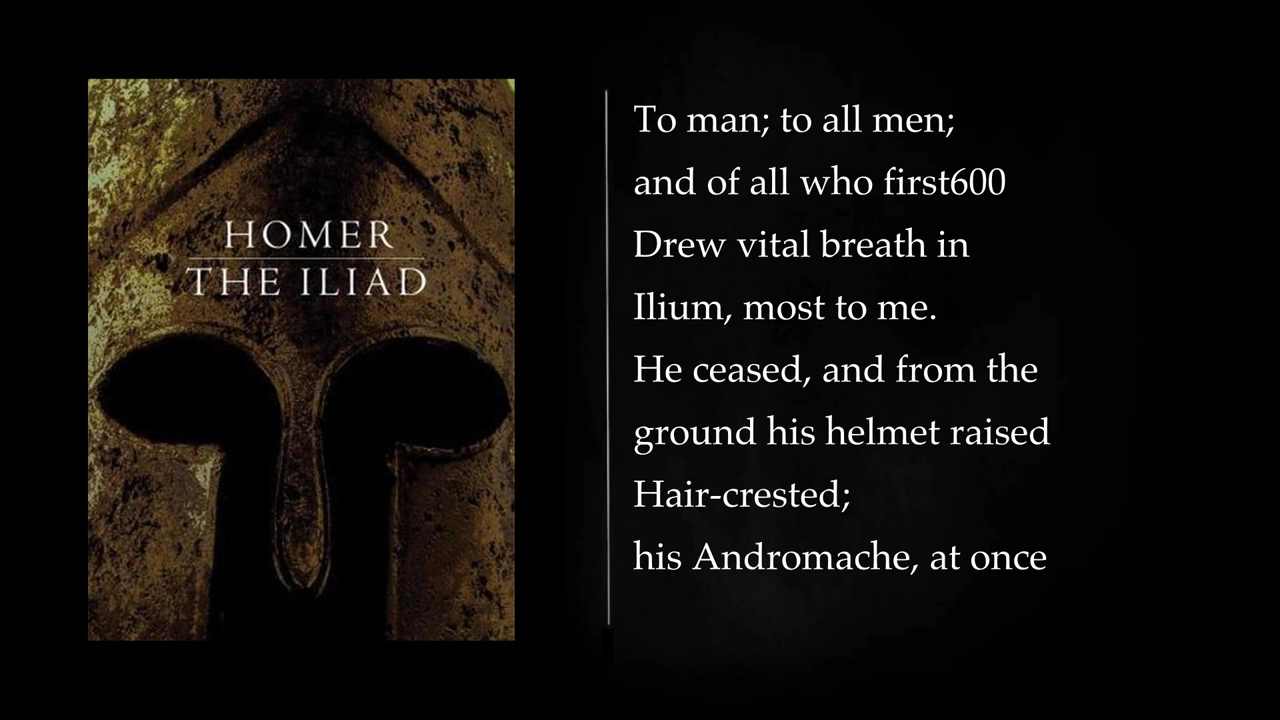 HOMER
THE ILIAD
To man; to all men;
and of all who first600
Drew vital breath in
Ilium, most to me.
He ceased, and from the
ground his helmet raised
Hair-crested;
his Andromache, at once